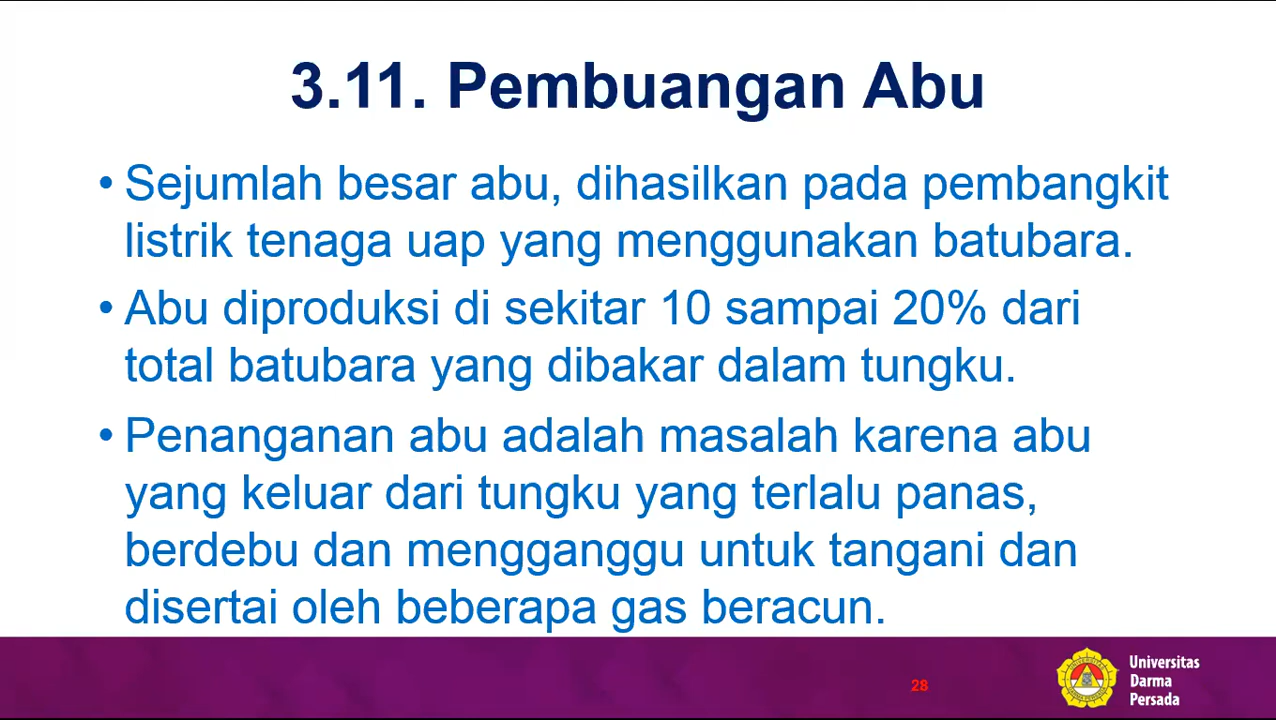 3.11. Pembuangan Abu
• Sejumlah besar abu, dihasilkan pada pembangkit
listrik tenaga uap yang menggunakan batubara.
• Abu diproduksi di sekitar 10 sampai 20% dari
total batubara yang dibakar dalam tungku.
• Penanganan abu adalah masalah karena abu
yang keluar dari tungku yang terlalu panas,
berdebu dan mengganggu untuk tangani dan
disertai oleh beberapa gas beracun.
28
Universitas
Darma
Persada